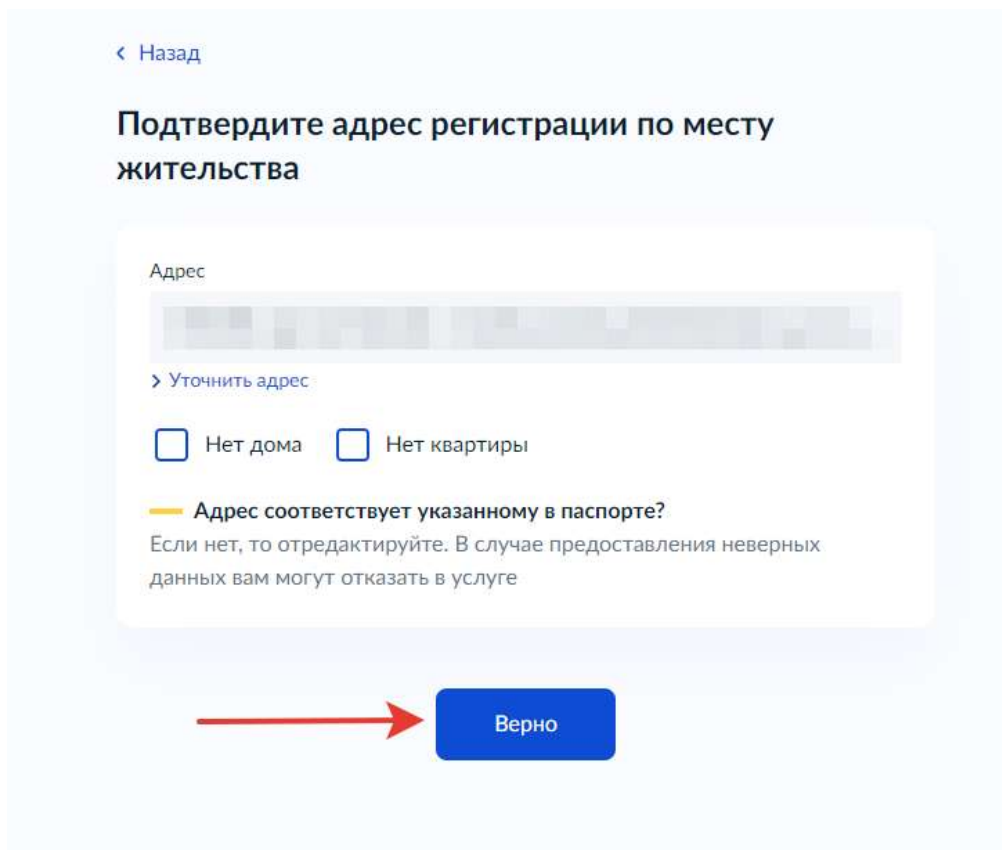 Назад
Подтвердите адрес регистрации по месту
жительства
Адрес
Уточнить адрес
Нет дома Нет квартиры
Адрес соответствует указанному в паспорте?
Если нет, то отредактируйте. В случае предоставления неверных
данных вам могут отказать в услуге
Верно